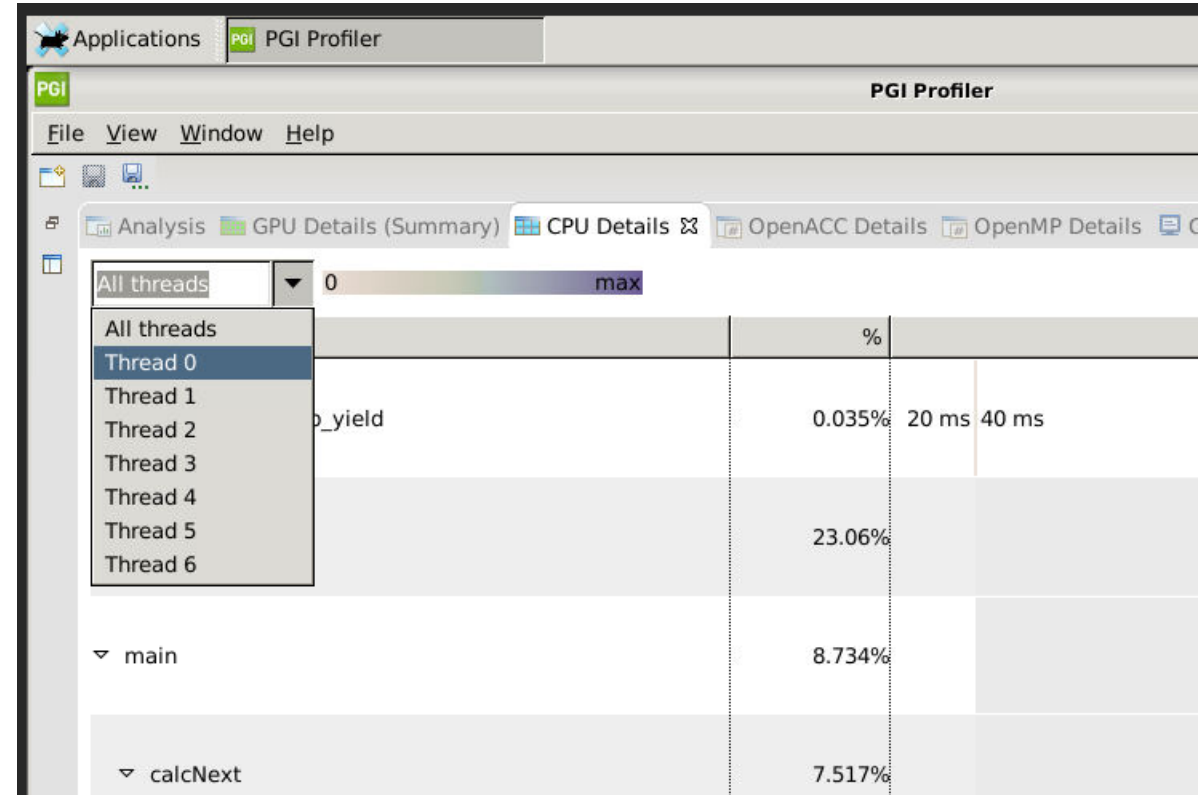 Applications PGI PGI Profiler
PGI PGI Profiler
File View Window Help
Analysis GPU Details (Summary) CPU Details OpenACC Details OpenMP Details
All threads 0 max
All threads %
Thread 0
Thread 1
Thread 2
_yield 0.035% 20 ms 40 ms
Thread 3
Thread 4
Thread 5
23.06%
Thread 6
main 8.734%
calcNext 7.517%